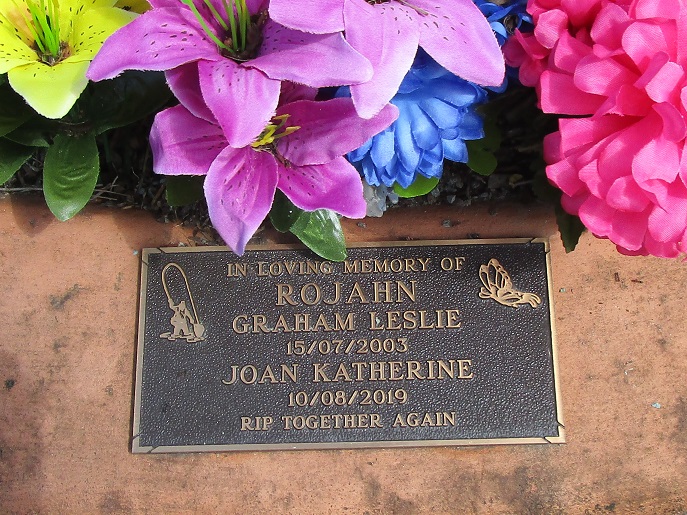 IN LOVING MEMORY OF
ROJAHN
GRAHAM LESLIE
15/07/2003
JOAN KATHERINE
10/08/2019
RIP TOGETHER AGAIN